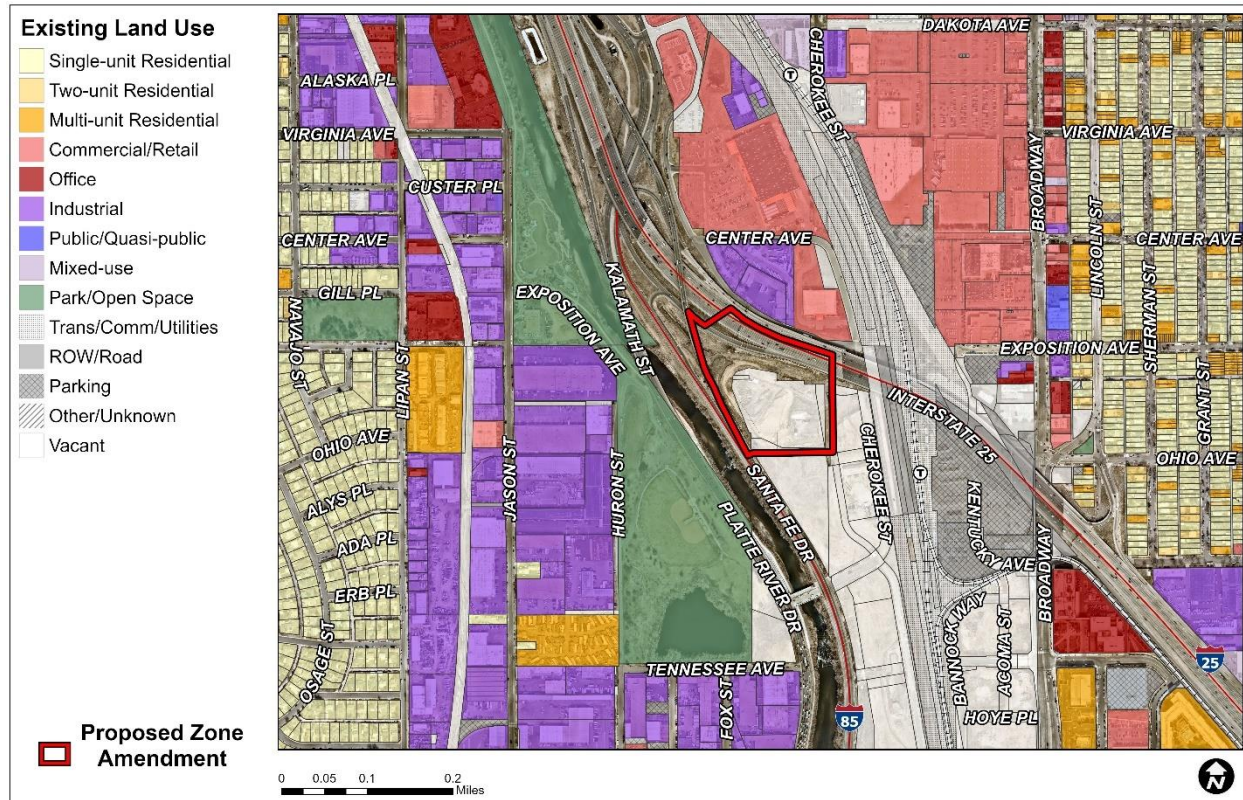 Existing Land Use
Single-unit Residential
Two-unit Residential
Multi-unit Residential
Commercial/Retail
Office
Industrial
Public/Quasi-public
Mixed-use
Park/Open Space
Trans/Comm/Utilities
ROW/Road
Parking
Other/Unknown
Vacant
Proposed Zone
Amendment
DAKOTA AVE
CHEROKEE ST
ALASKA PL
VIRGINIA AVE
VIRGINIA AVE
BROADWAY
CUSTER PL
LINCOLN ST
SHERMAN ST
CENTER AVE
CENTER AVE
CENTER AVE
KALAMATH ST
GILL PL
EXPOSITION AVE
NAVAJO ST
EXPOSITION AVE
LIPAN ST
GRANT ST
INTERSTATE 25
OHIO AVE
OHIO AVE
CHEROKEE ST
SANTA FE DR
ALYS PL
JASON ST
HURON ST
KENTUCKY AVE
PLATTE RIVER DR
ADA PL
BROADWAY
ERB PL
BANNOCK WAY
ACOMA ST
OSAGE ST
TENNESSEE AVE
FOX ST
25
85
HOYE PL
T
T
0 0.05 0.1 0.2
Miles
N